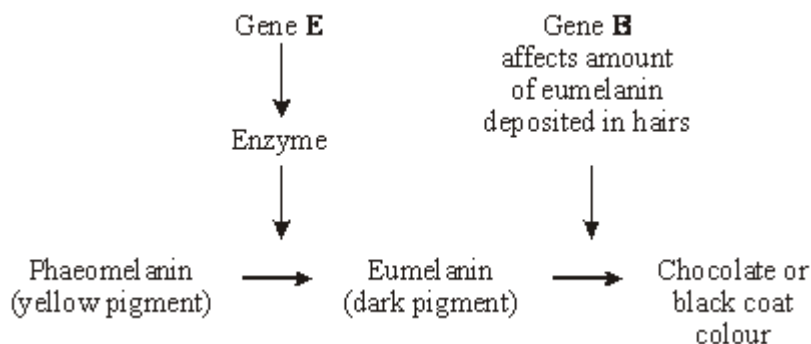 Gene E
Gene B
affects amount
of eumelanin
deposited in hairs
Enzyme
Phaeomelanin
(yellow pigment)
Eumelanin
(dark pigment)
Chocolate or
black coat
colour